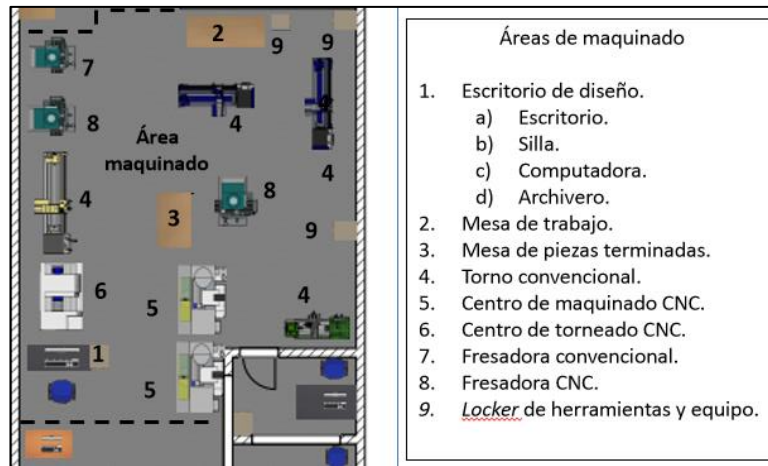 2
9
9
7
4
8
4
Área
maquinado
4
4
3
8
9
6
5
4
1
5
Áreas de maquinado
1. Escritorio de diseño.
a) Escritorio.
b) Silla.
c) Computadora.
d) Archivero.
2. Mesa de trabajo.
3. Mesa de piezas terminadas.
4. Torno convencional.
5. Centro de maquinado CNC.
6. Centro de torneado CNC.
7. Fresadora convencional.
8. Fresadora CNC.
9. Locker de herramientas y equipo.